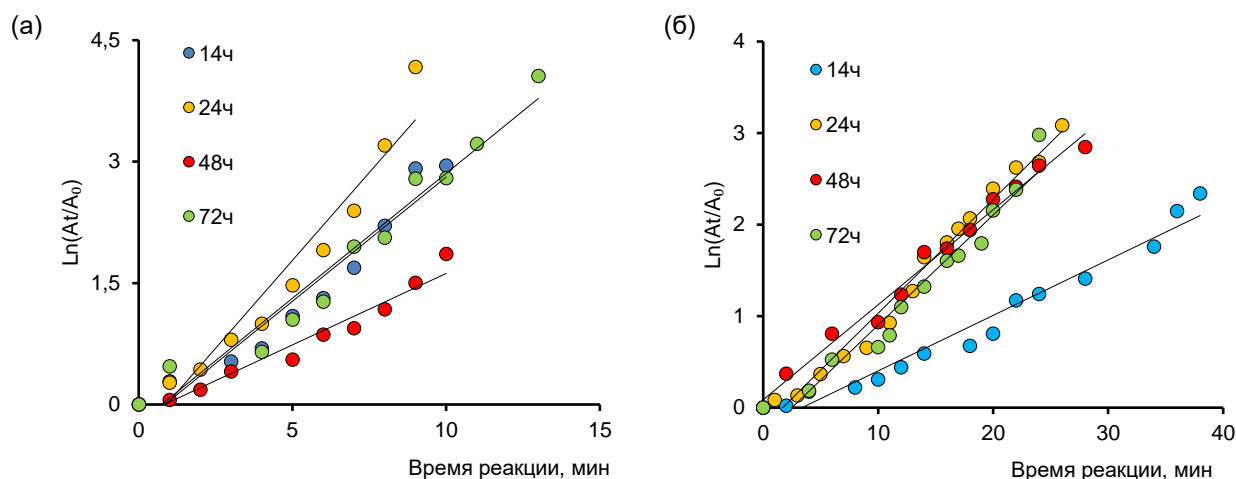 (а)
4,5
3
1,5
0
Ln(At/A₀)
14ч
24ч
48ч
72ч
0
5
10
15
Время реакции, мин
(б)
4
3
2
1
0
Ln(At/A₀)
14ч
24ч
48ч
72ч
0
10
20
30
40
Время реакции, мин